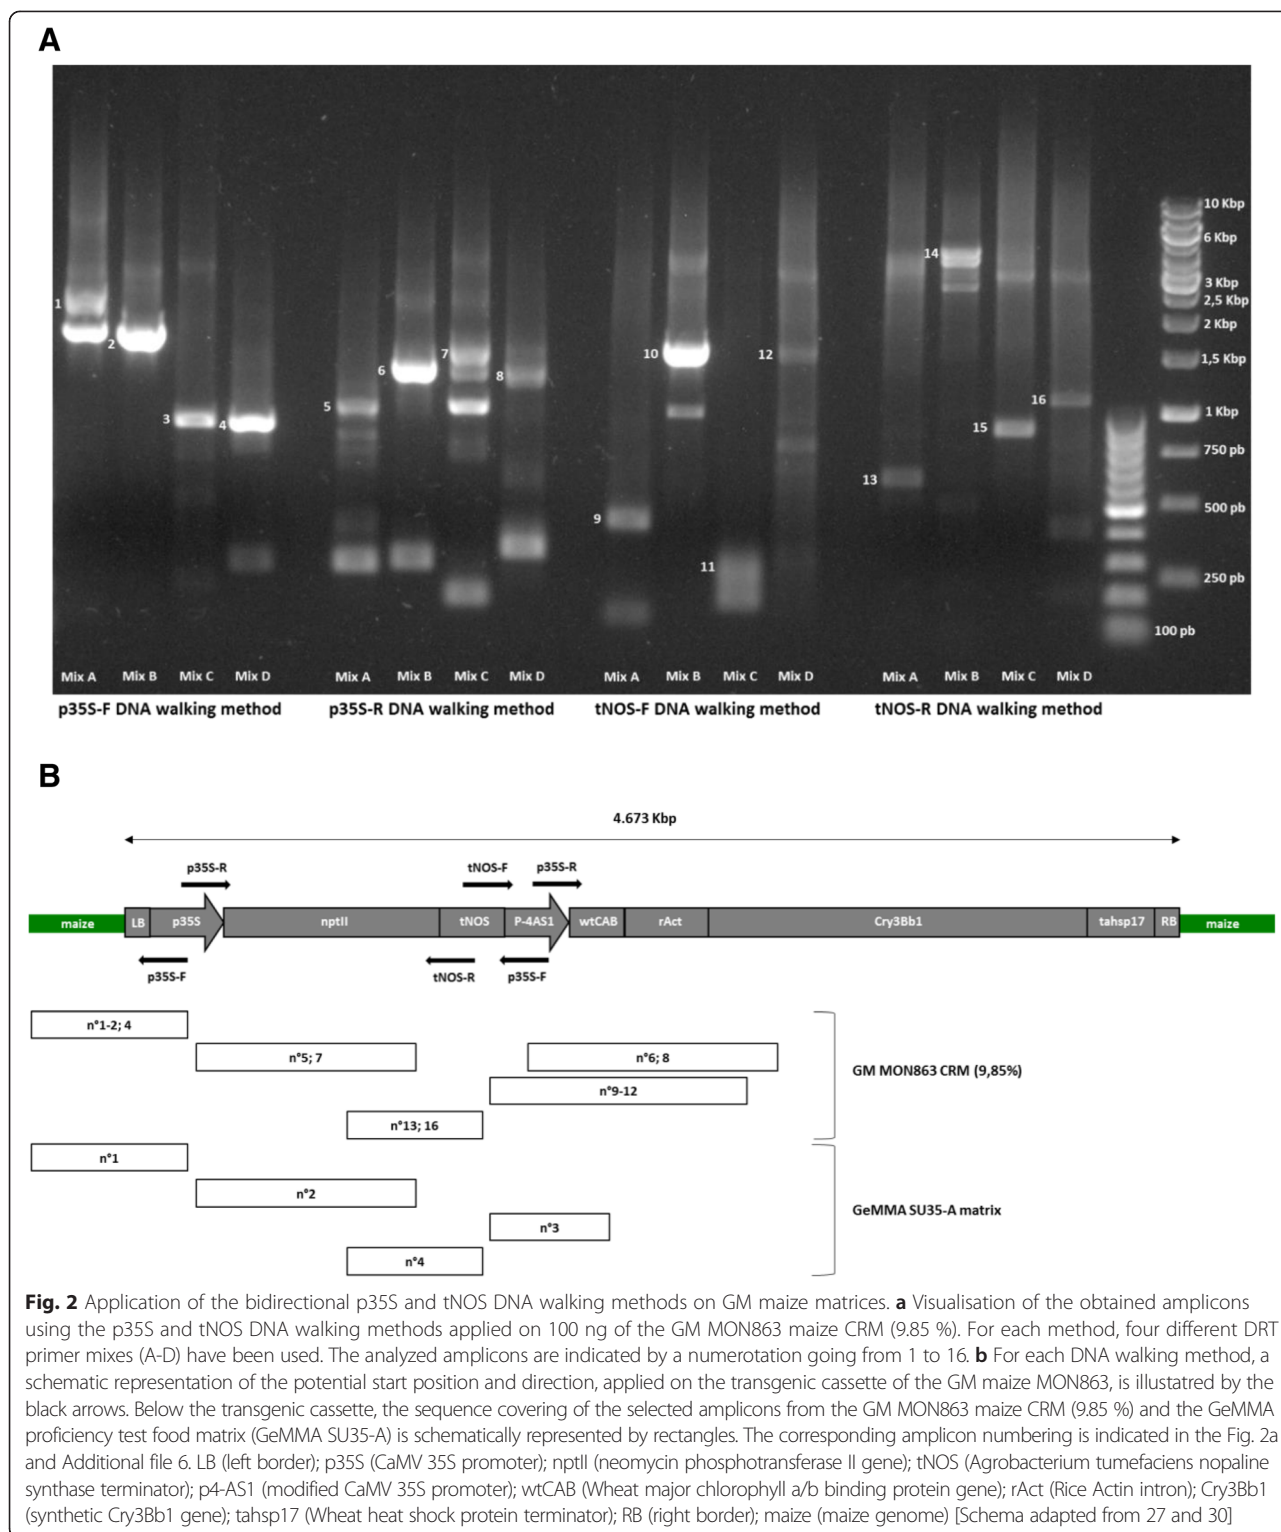 A
1
2
3
4
5
6
7
8
9
10
11
12
13
14
15
16
10 Kbp
6 Kbp
3 Kbp
2,5 Kbp
2 Kbp
1,5 Kbp
1 Kbp
750 pb
500 pb
250 pb
100 pb
Mix A Mix B Mix C Mix D Mix A Mix B Mix C Mix D Mix A Mix B Mix C Mix D Mix A Mix B Mix C Mix D
p35S-F DNA walking method p35S-R DNA walking method tNOS-F DNA walking method tNOS-R DNA walking method
B
4.673 Kbp
p35S-R tNOS-F p35S-R
maize LB p35S nptII tNOS P-4AS1 wtCAB rAct Cry3Bb1 tahsp17 RB maize
p35S-F tNOS-R p35S-F
n°1-2; 4
n°5; 7 n°6; 8
GM MON863 CRM (9,85%)
n°9-12
n°13; 16
n°1
n°2
GeMMA SU35-A matrix
n°3
n°4
Fig. 2 Application of the bidirectional p35S and tNOS DNA walking methods on GM maize matrices. a Visualisation of the obtained amplicons
using the p35S and tNOS DNA walking methods applied on 100 ng of the GM MON863 maize CRM (9.85 %). For each method, four different DRT
primer mixes (A-D) have been used. The analyzed amplicons are indicated by a numerotation going from 1 to 16. b For each DNA walking method, a
schematic representation of the potential start position and direction, applied on the transgenic cassette of the GM maize MON863, is illustatred by the
black arrows. Below the transgenic cassette, the sequence covering of the selected amplicons from the GM MON863 maize CRM (9.85 %) and the GeMMA
proficiency test food matrix (GeMMA SU35-A) is schematically represented by rectangles. The corresponding amplicon numbering is indicated in the Fig. 2a
and Additional file 6. LB (left border); p35S (CaMV 35S promoter); nptII (neomycin phosphotransferase II gene); tNOS (Agrobacterium tumefaciens nopaline
synthase terminator); p4-AS1 (modified CaMV 35S promoter); wtCAB (Wheat major chlorophyll a/b binding protein gene); rAct (Rice Actin intron); Cry3Bb1
(synthetic Cry3Bb1 gene); tahsp17 (Wheat heat shock protein terminator); RB (right border); maize (maize genome) [Schema adapted from 27 and 30]